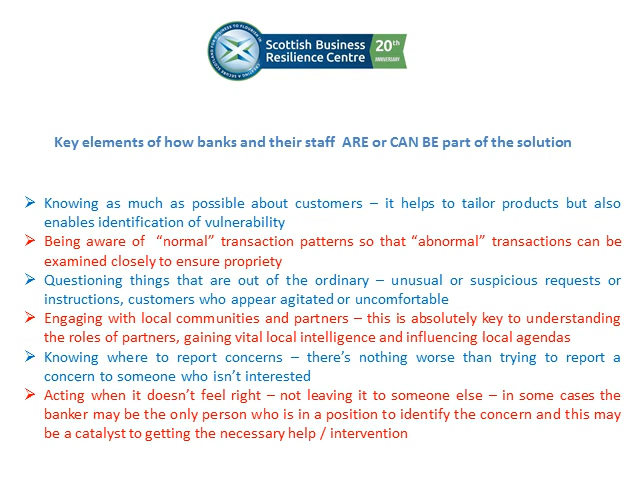 Scottish Business
Resilience Centre
20th
ANNIVERSARY
Key elements of how banks and their staff ARE or CAN BE part of the solution
➢ Knowing as much as possible about customers – it helps to tailor products but also
enables identification of vulnerability
➢ Being aware of “normal” transaction patterns so that “abnormal” transactions can be
examined closely to ensure propriety
➢ Questioning things that are out of the ordinary – unusual or suspicious requests or
instructions, customers who appear agitated or uncomfortable
➢ Engaging with local communities and partners – this is absolutely key to understanding
the roles of partners, gaining vital local intelligence and influencing local agendas
➢ Knowing where to report concerns – there’s nothing worse than trying to report a
concern to someone who isn’t interested
➢ Acting when it doesn’t feel right – not leaving it to someone else – in some cases the
banker may be the only person who is in a position to identify the concern and this may
be a catalyst to getting the necessary help / intervention